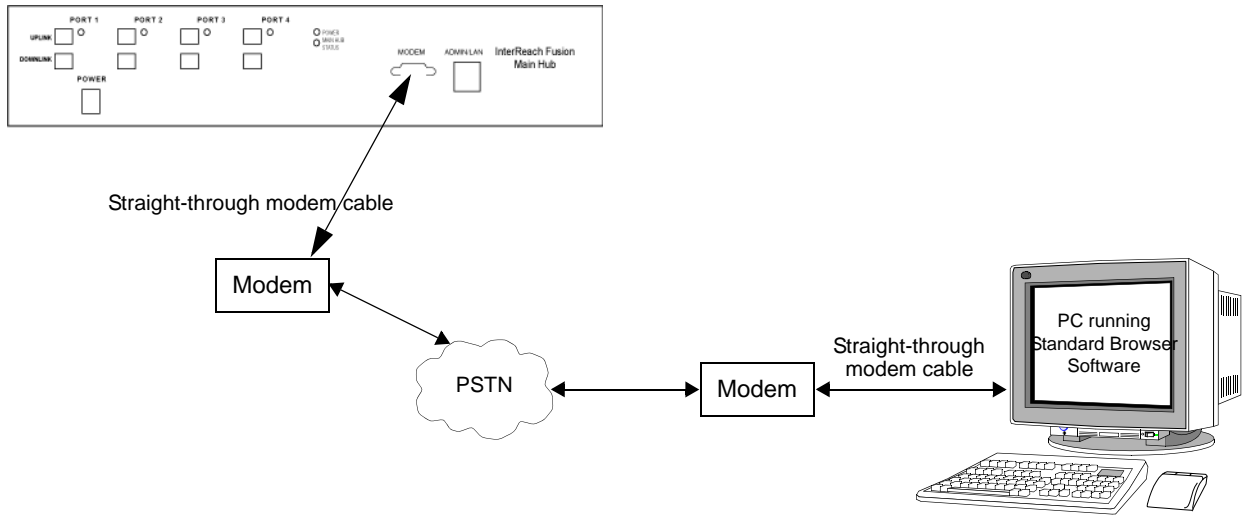 PORT 1 PORT 2 PORT 3 PORT 4
UPLINK
POWER
MAIN HUB
STATUS
DOWNLINK
POWER
MODEM ADMIN/LAN
InterReach Fusion
Main Hub
Straight-through modem cable
Modem
PSTN
Modem
Straight-through
modem cable
PC running
Standard Browser
Software